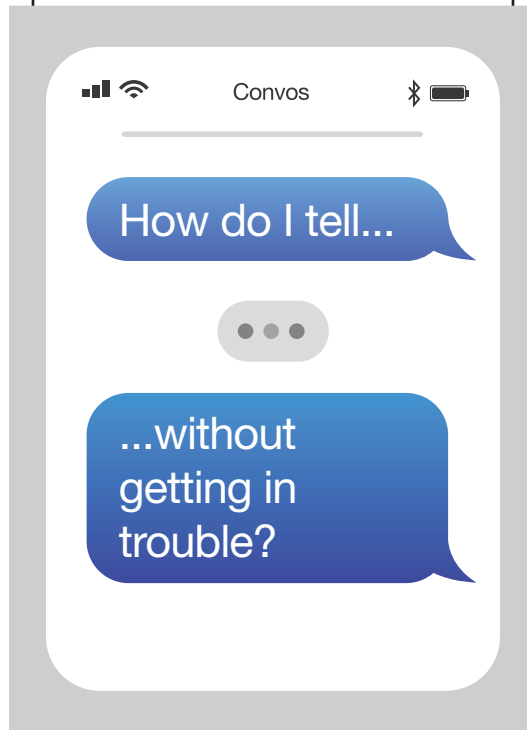 Convos
How do I tell...
...without
getting in
trouble?